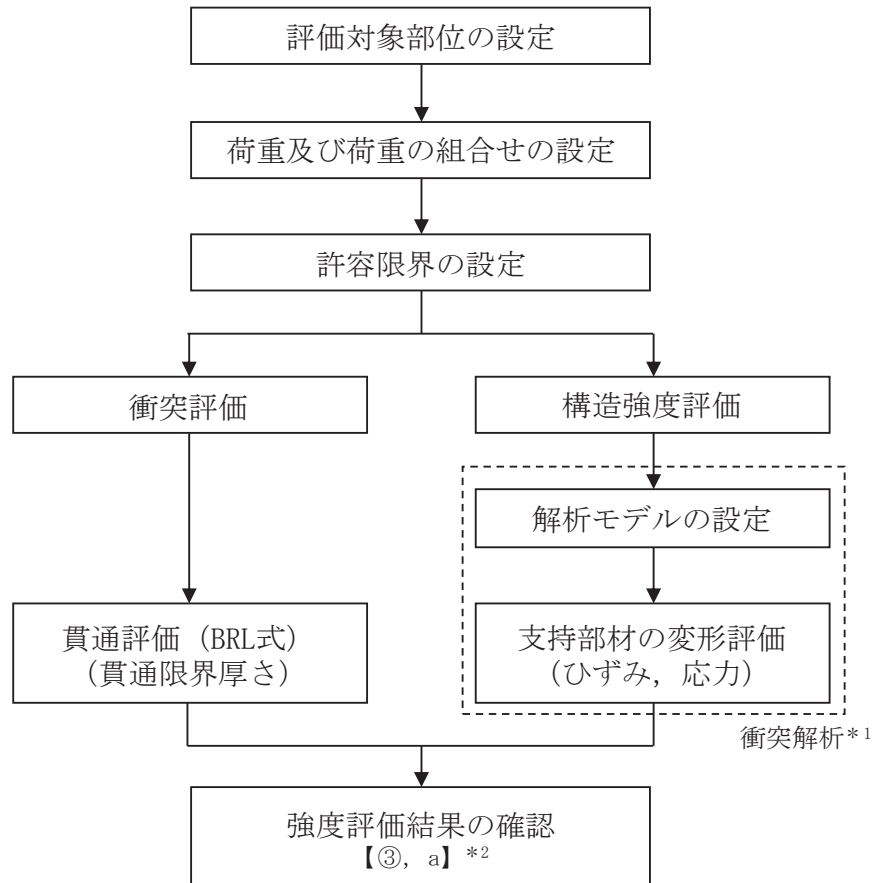 評価対象部位の設定
荷重及び荷重の組合せの設定
許容限界の設定
衝突評価
構造強度評価
解析モデルの設定
貫通評価（BRL式）
（貫通限界厚さ）
支持部材の変形評価
（ひずみ，応力）
衝突解析*1
強度評価結果の確認
【③，a】*2